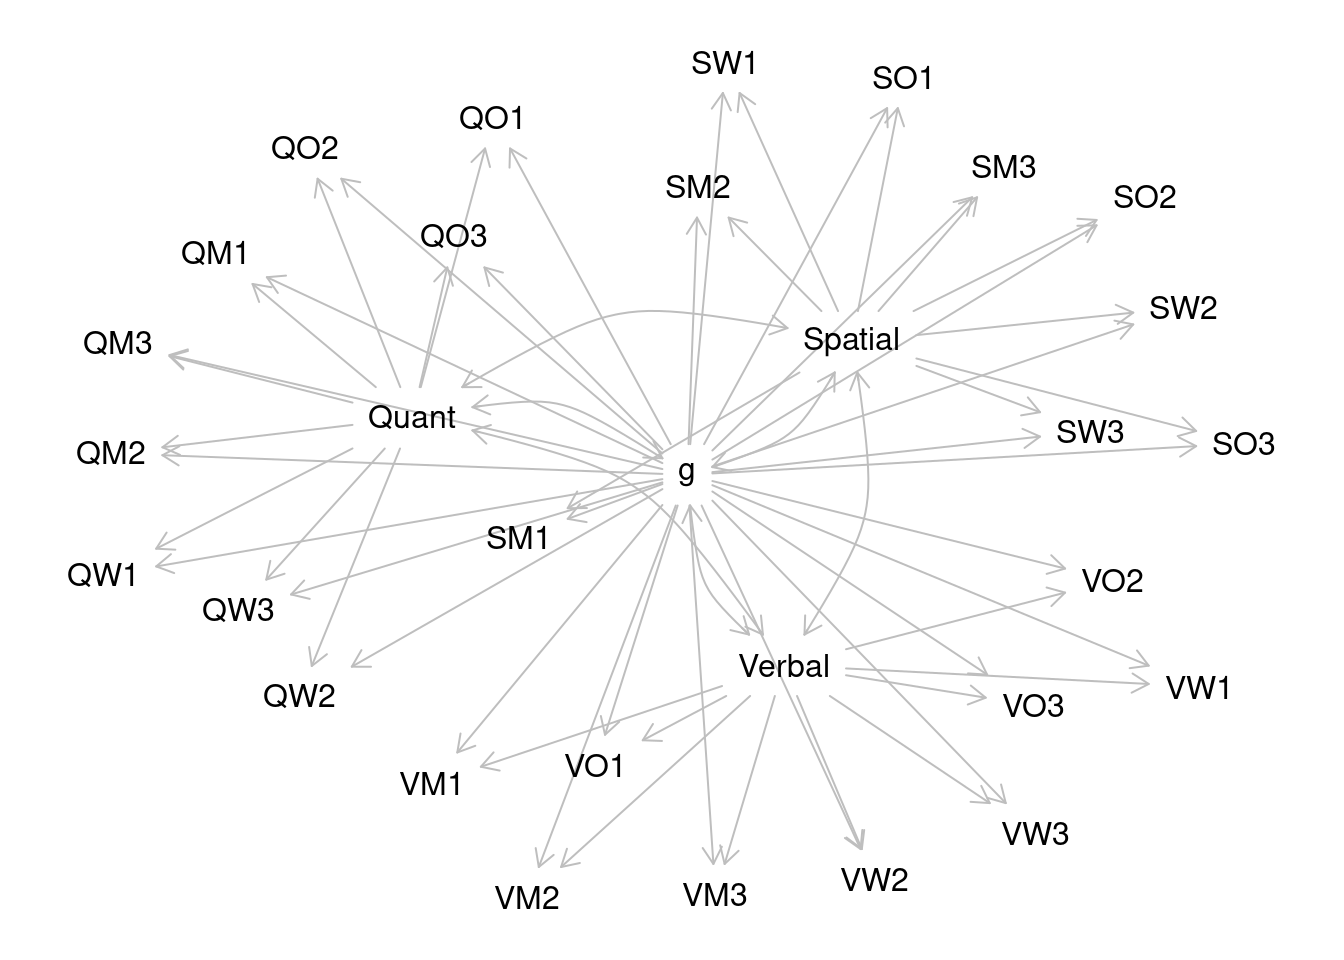 SW1
SO1
QO1
QO2
SM3
SM2
SO2
QO3
QM1
SW2
QM3
Spatial
Quant
SW3
SO3
QM2
g
SM1
QW1
VO2
QW3
Verbal
VW1
QW2
VO3
VO1
VM1
VW3
VW2
VM3
VM2